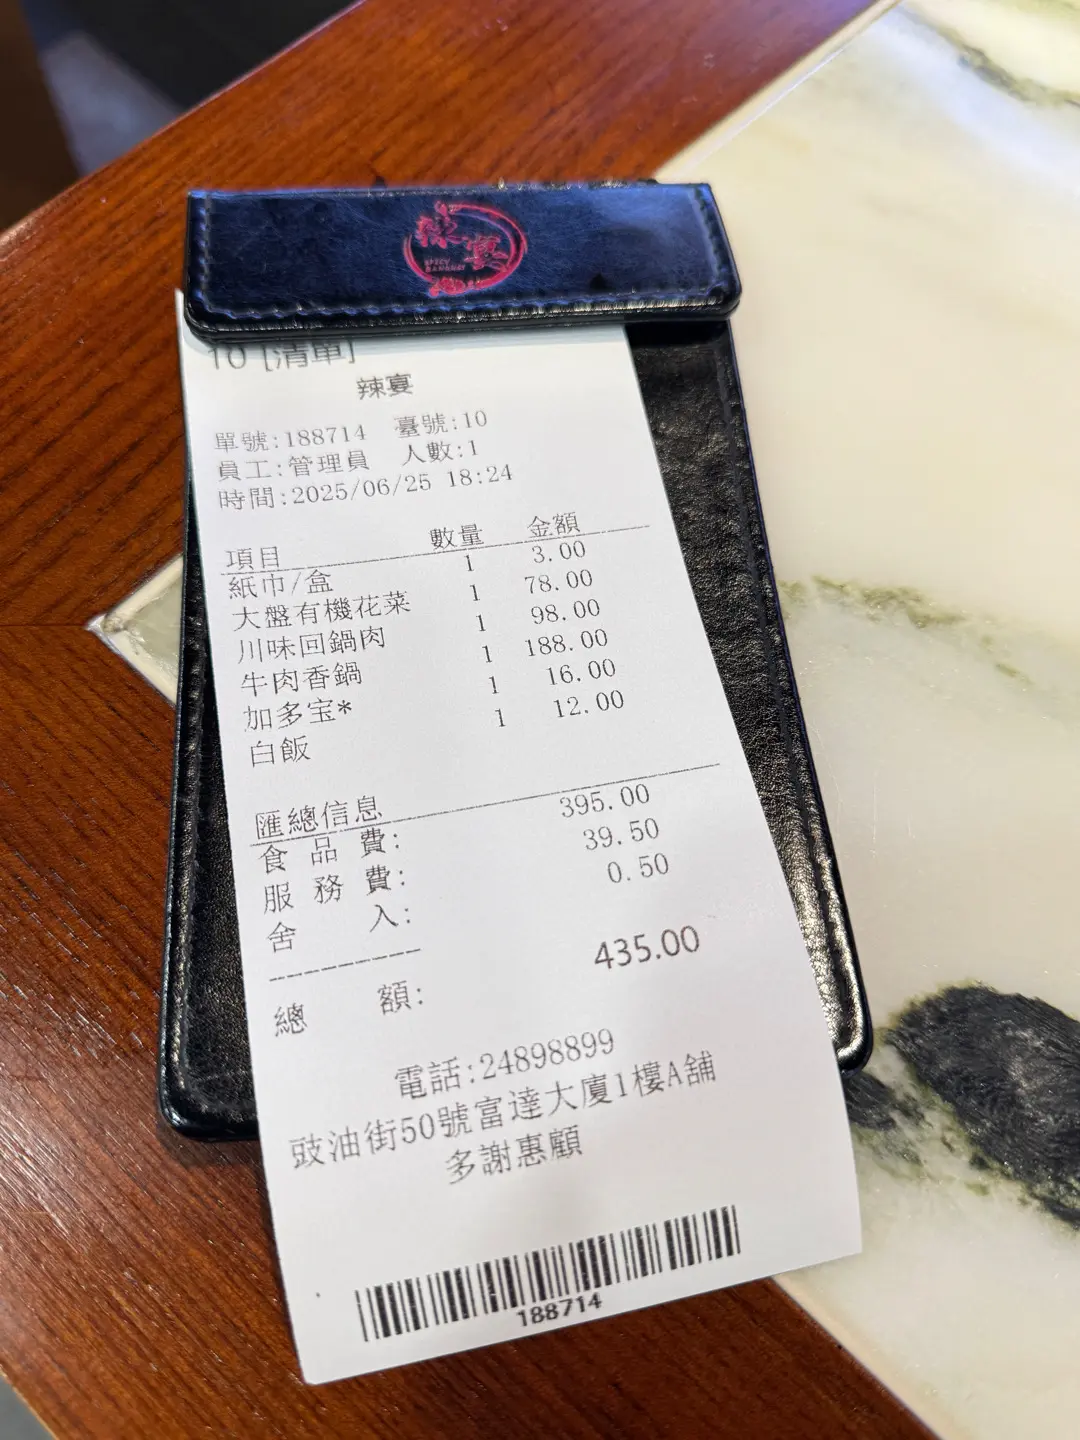 辣宴
SPICY
BANQUET
10 [清單]
辣宴
單號:188714 臺號:10
員工:管理員 人數:1
時間:2025/06/25 18:24
項目 數量 金額
紙巾/盒 1 3.00
大盤有機花菜 1 78.00
川味回鍋肉 1 98.00
牛肉香鍋 1 188.00
加多宝* 1 16.00
白飯 1 12.00
匯總信息
食品費: 395.00
服務費: 39.50
舍入: 0.50
總額: 435.00
電話:24898899
豉油街50號富達大廈1樓A舖
多謝惠顧
188714